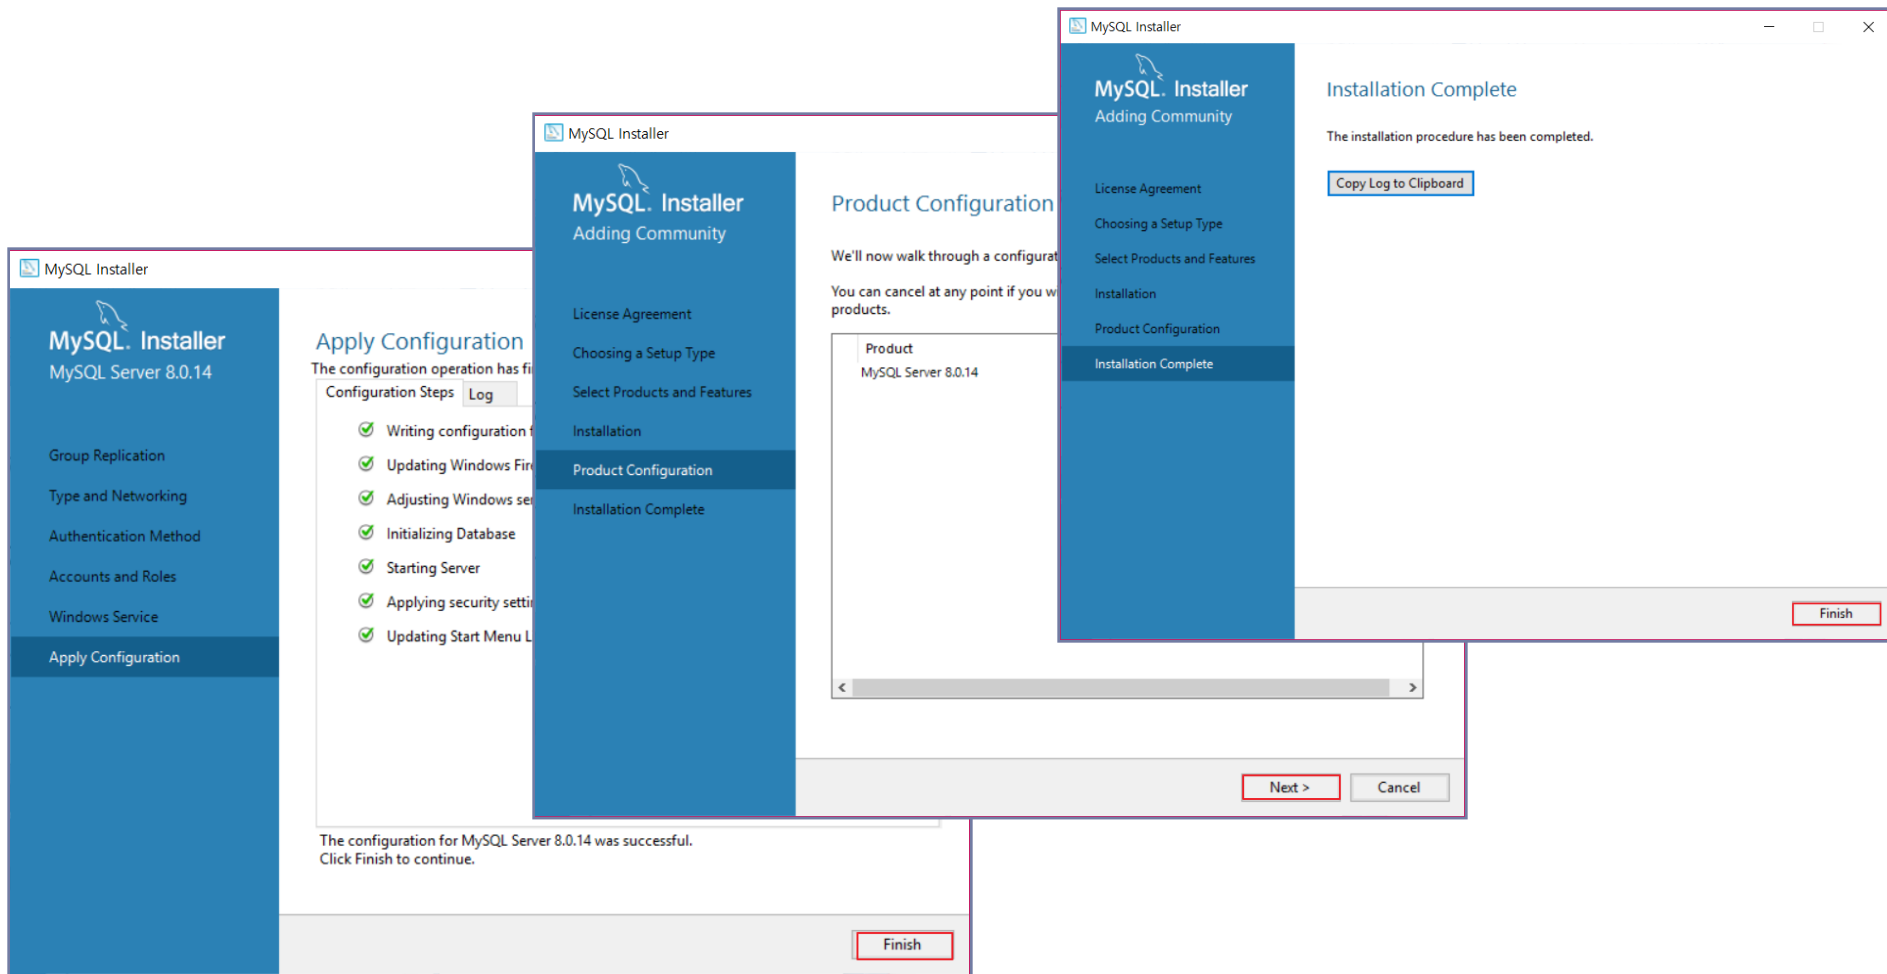 MySQL Installer
MySQL. Installer
MySQL Server 8.0.14
Group Replication
Type and Networking
Authentication Method
Accounts and Roles
Windows Service
Apply Configuration
Apply Configuration
The configuration operation has
Configuration Steps
Log
Writing configuration
Updating Windows
Adjusting Windows
Initializing Database
Starting Server
Applying security
Updating Start Menu
The configuration for MySQL Server 8.0.14 was successful.
Click Finish to continue.
Finish
MySQL Installer
MySQL. Installer
Adding Community
License Agreement
Choosing a Setup Type
Select Products and Features
Installation
Product Configuration
Installation Complete
Product Configuration
We'll now walk through a
You can cancel at any point if you
products.
Product
MySQL Server 8.0.14
Next >
Cancel
MySQL Installer
MySQL. Installer
Adding Community
License Agreement
Choosing a Setup Type
Select Products and Features
Installation
Product Configuration
Installation Complete
Installation Complete
The installation procedure has been completed.
Copy Log to Clipboard
Finish